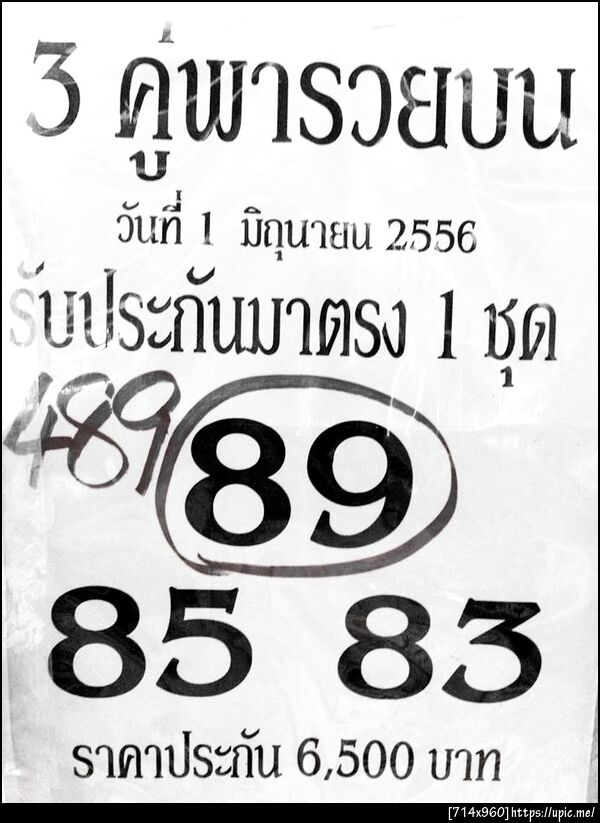 3 คู่พารวยบน
วันที่ 1 มิถุนายน 2556
รับประกันมาตรง 1 ชุด
489 89
85 83
ราคาประกัน 6,500 บาท
[714x960]https://upic.me/